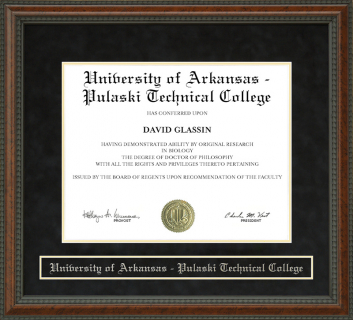 University of Arkansas -
Pulaski Technical College
HAS CONFERRED UPON
DAVID GLASSIN
HAVING DEMONSTRATED ABILITY BY ORIGINAL RESEARCH
IN BIOLOGY
THE DEGREE OF DOCTOR OF PHILOSOPHY
WITH ALL THE RIGHTS AND PRIVILEGES THERETO PERTAINING
ISSUED BY THE BOARD OF REGENTS UPON RECOMMENDATION OF THE FACULTY
PROVOST
PRESIDENT
University of Arkansas - Pulaski Technical College